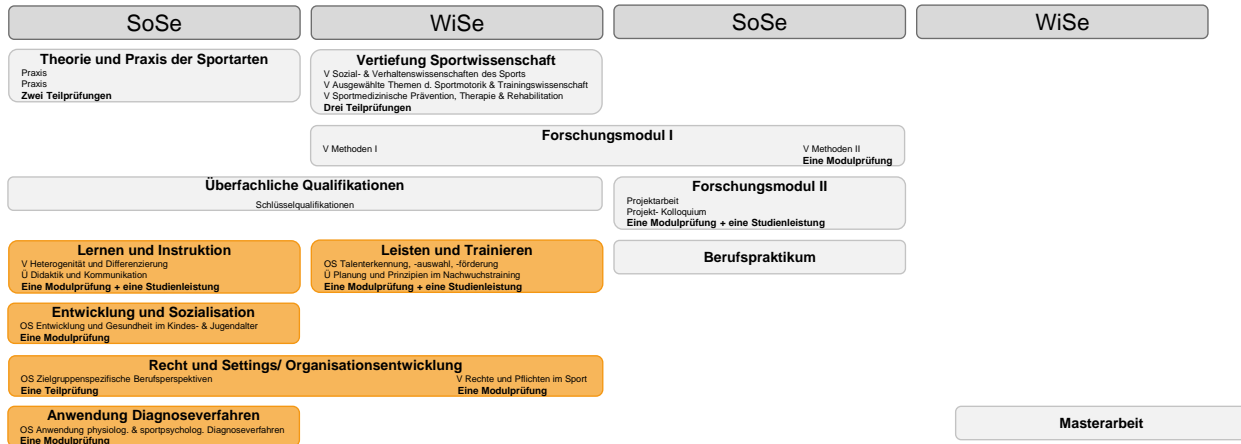 SoSe
WiSe
SoSe
WiSe
Theorie und Praxis der Sportarten
Praxis
Praxis
Zwei Teilprüfungen
Vertiefung Sportwissenschaft
V Sozial- & Verhaltenswissenschaften des Sports
V Ausgewählte Themen d. Sportmotorik & Trainingswissenschaft
V Sportmedizinische Prävention, Therapie & Rehabilitation
Drei Teilprüfungen
Forschungsmodul I
V Methoden I
V Methoden II
Eine Modulprüfung
Überfachliche Qualifikationen
Schlüsselqualifikationen
Forschungsmodul II
Projektarbeit
Projekt- Kolloquium
Eine Modulprüfung + eine Studienleistung
Lernen und Instruktion
V Heterogenität und Differenzierung
Ü Didaktik und Kommunikation
Eine Modulprüfung + eine Studienleistung
Leisten und Trainieren
OS Talenterkennung, -auswahl, -förderung
Ü Planung und Prinzipien im Nachwuchstraining
Eine Modulprüfung + eine Studienleistung
Berufspraktikum
Entwicklung und Sozialisation
OS Entwicklung und Gesundheit im Kindes- & Jugendalter
Eine Modulprüfung
Recht und Settings/ Organisationsentwicklung
OS Zielgruppenspezifische Berufsperspektiven
Eine Teilprüfung
V Rechte und Pflichten im Sport
Eine Modulprüfung
Anwendung Diagnoseverfahren
OS Anwendung physiolog. & sportpsycholog. Diagnoseverfahren
Eine Modulprüfung
Masterarbeit